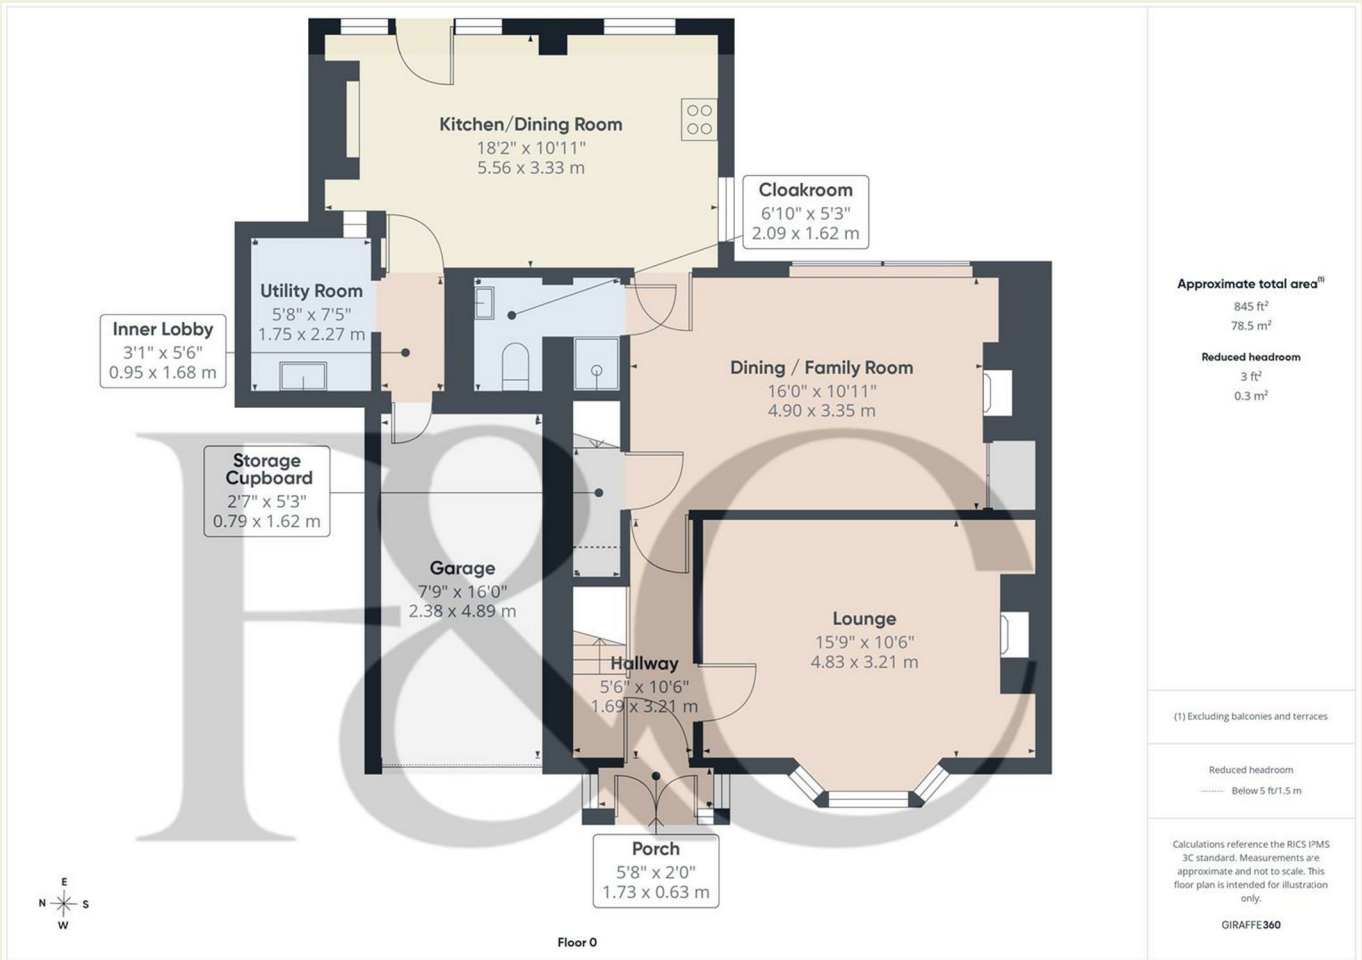 Kitchen/Dining Room
18'2" x 10'11"
5.56 x 3.33 m
Cloakroom
6'10" x 5'3"
2.09 x 1.62 m
Utility Room
5'8" x 7'5"
1.75 x 2.27 m
Inner Lobby
3'1" x 5'6"
0.95 x 1.68 m
Dining / Family Room
16'0" x 10'11"
4.90 x 3.35 m
Storage
Cupboard
2'7" x 5'3"
0.79 x 1.62 m
Garage
7'9" x 16'0"
2.38 x 4.89 m
Lounge
15'9" x 10'6"
4.83 x 3.21 m
Hallway
5'6" x 10'6"
1.69 x 3.21 m
Porch
5'8" x 2'0"
1.73 x 0.63 m
F&C
E
N S
W
Floor 0
Approximate total area(1)
845 ft²
78.5 m²
Reduced headroom
3 ft²
0.3 m²
(1) Excluding balconies and terraces
Reduced headroom
Below 5 ft/1.5 m
Calculations reference the RICS IPMS
3C standard. Measurements are
approximate and not to scale. This
floor plan is intended for illustration
only.
GIRAFFE360